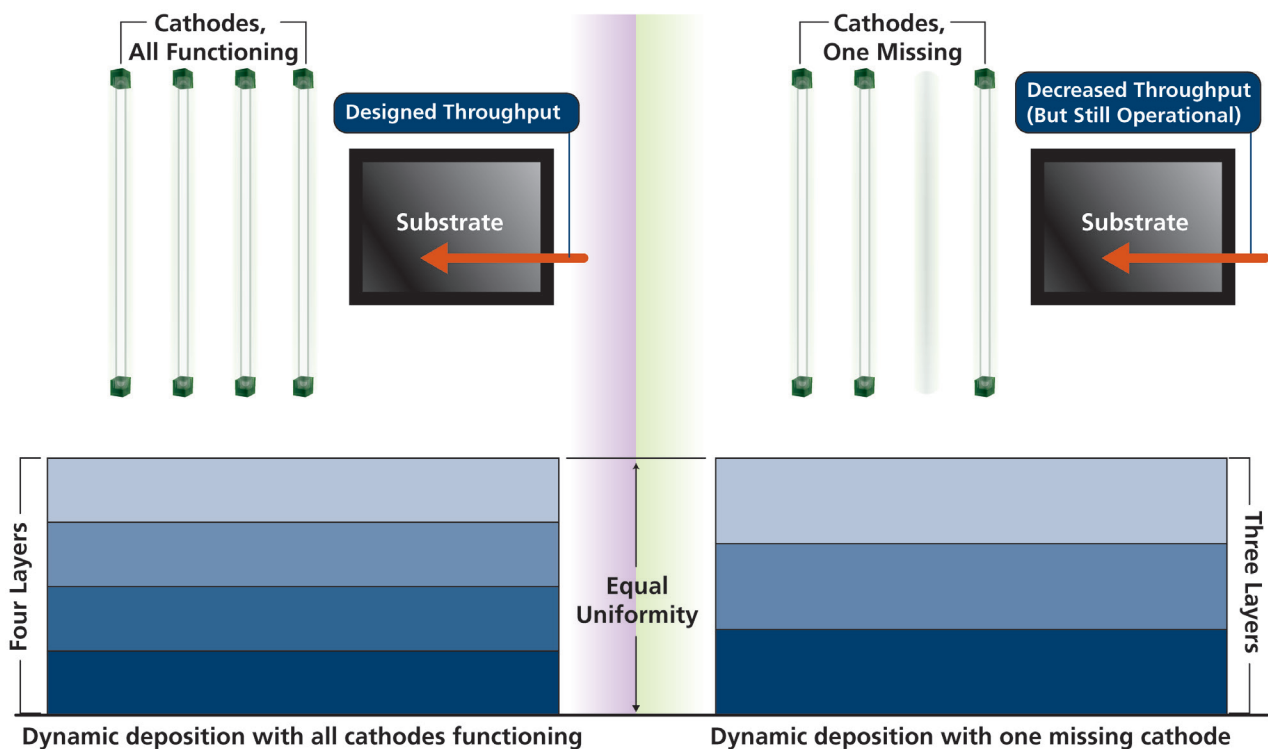 Cathodes,
All Functioning
Designed Throughput
Substrate
Cathodes,
One Missing
Decreased Throughput
(But Still Operational)
Substrate
Four Layers
Equal
Uniformity
Three Layers
Dynamic deposition with all cathodes functioning
Dynamic deposition with one missing cathode